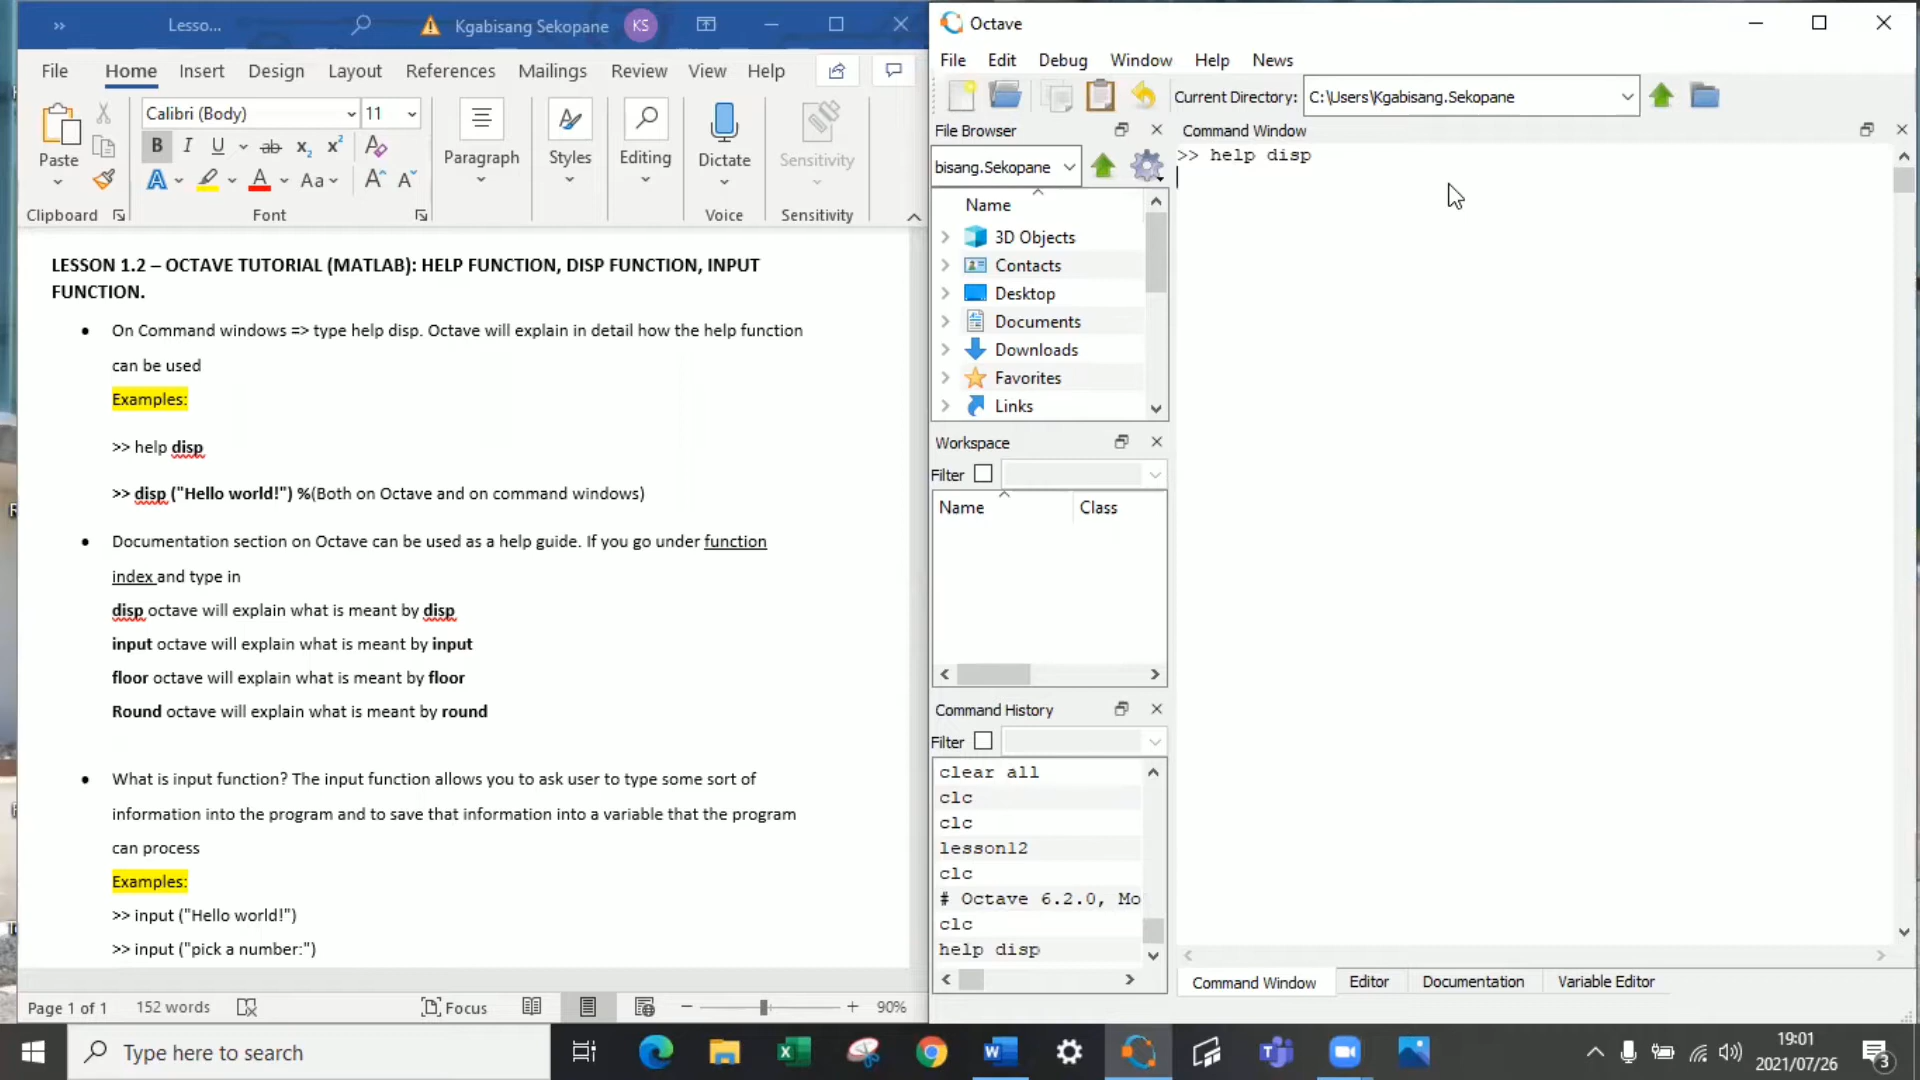 Lesso...
Kgabisang Sekopane
KS
File Home Insert Design Layout References Mailings Review View Help
Calibri (Body) 11
Paste
B I U ab x₂ x²
A A Aa A A
Paragraph Styles Editing Dictate Sensitivity
Clipboard Font Voice Sensitivity
LESSON 1.2 – OCTAVE TUTORIAL (MATLAB): HELP FUNCTION, DISP FUNCTION, INPUT
FUNCTION.
• On Command windows => type help disp. Octave will explain in detail how the help function
can be used
Examples:
>> help disp
>> disp ("Hello world!") %(Both on Octave and on command windows)
• Documentation section on Octave can be used as a help guide. If you go under function
index and type in
disp octave will explain what is meant by disp
input octave will explain what is meant by input
floor octave will explain what is meant by floor
Round octave will explain what is meant by round
• What is input function? The input function allows you to ask user to type some sort of
information into the program and to save that information into a variable that the program
can process
Examples:
>> input ("Hello world!")
>> input ("pick a number:")
Page 1 of 1 152 words Focus 90%
Octave
File Edit Debug Window Help News
Current Directory: C:\Users\Kgabisang.Sekopane
File Browser
bisang.Sekopane
Name
3D Objects
Contacts
Desktop
Documents
Downloads
Favorites
Links
Workspace
Filter
Name Class
Command History
Filter
clear all
clc
clc
lesson12
clc
# Octave 6.2.0, Mo
clc
help disp
Command Window
>> help disp
Command Window Editor Documentation Variable Editor
Type here to search
19:01
2021/07/26
3